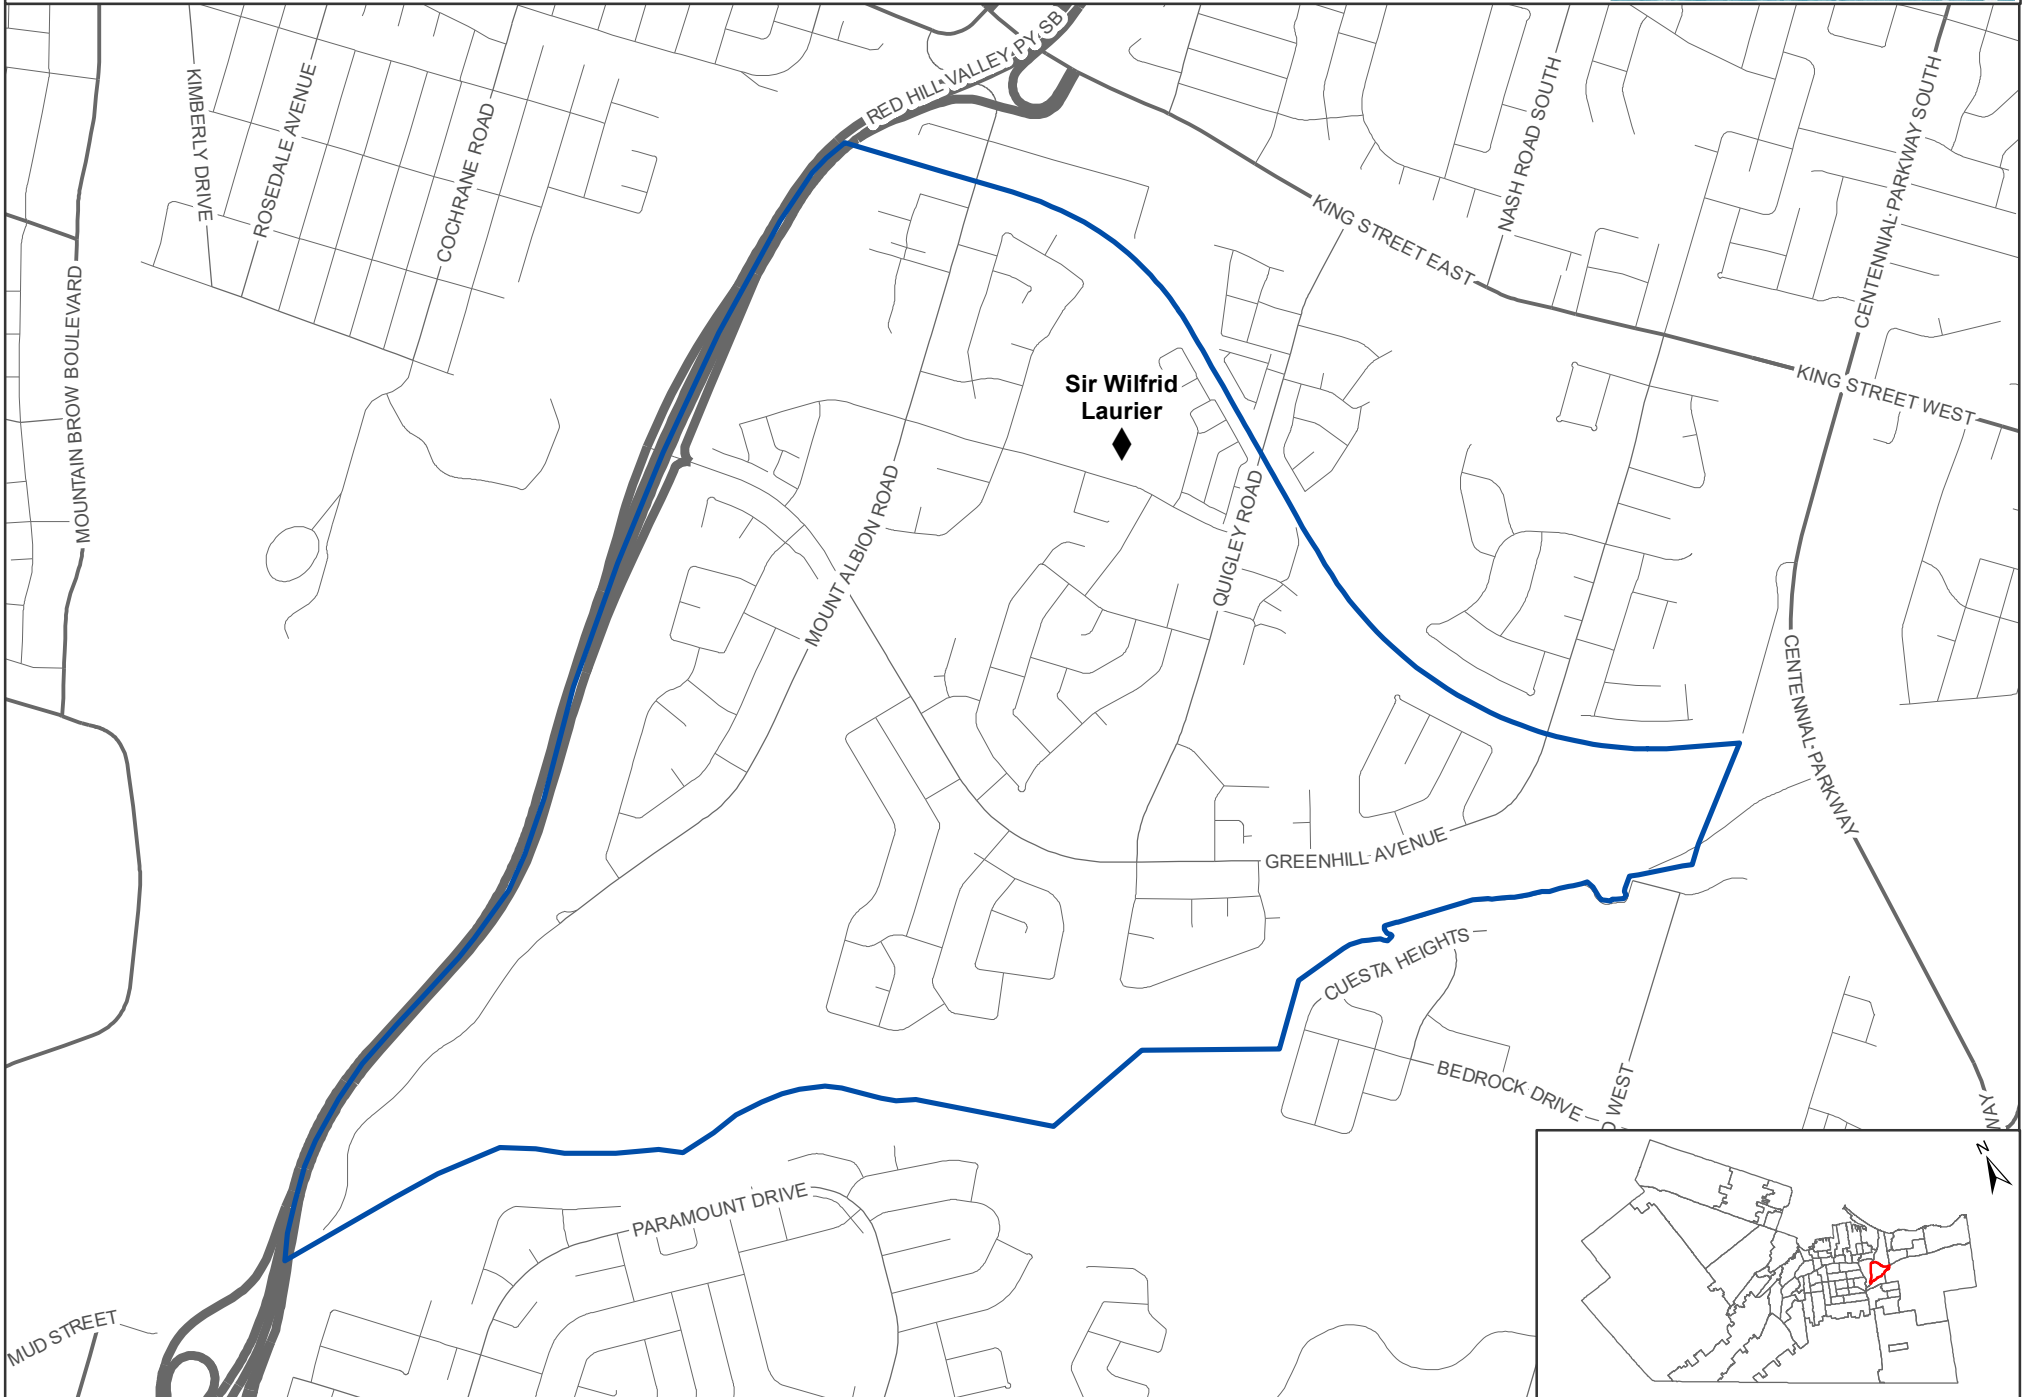 RED HILL VALLEY PY SB
KIMBERLY DRIVE
ROSEDALE AVENUE
COCHRANE ROAD
NASH ROAD SOUTH
CENTENNIAL PARKWAY SOUTH
KING STREET EAST
MOUNTAIN BROW BOULEVARD
KING STREET WEST
Sir Wilfrid
Laurier
MOUNT ALBION ROAD
QUIGLEY ROAD
CENTENNIAL PARKWAY
GREENHILL AVENUE
CUESTA HEIGHTS
BEDROCK DRIVE
WEST
PARAMOUNT DRIVE
MUD STREET
N